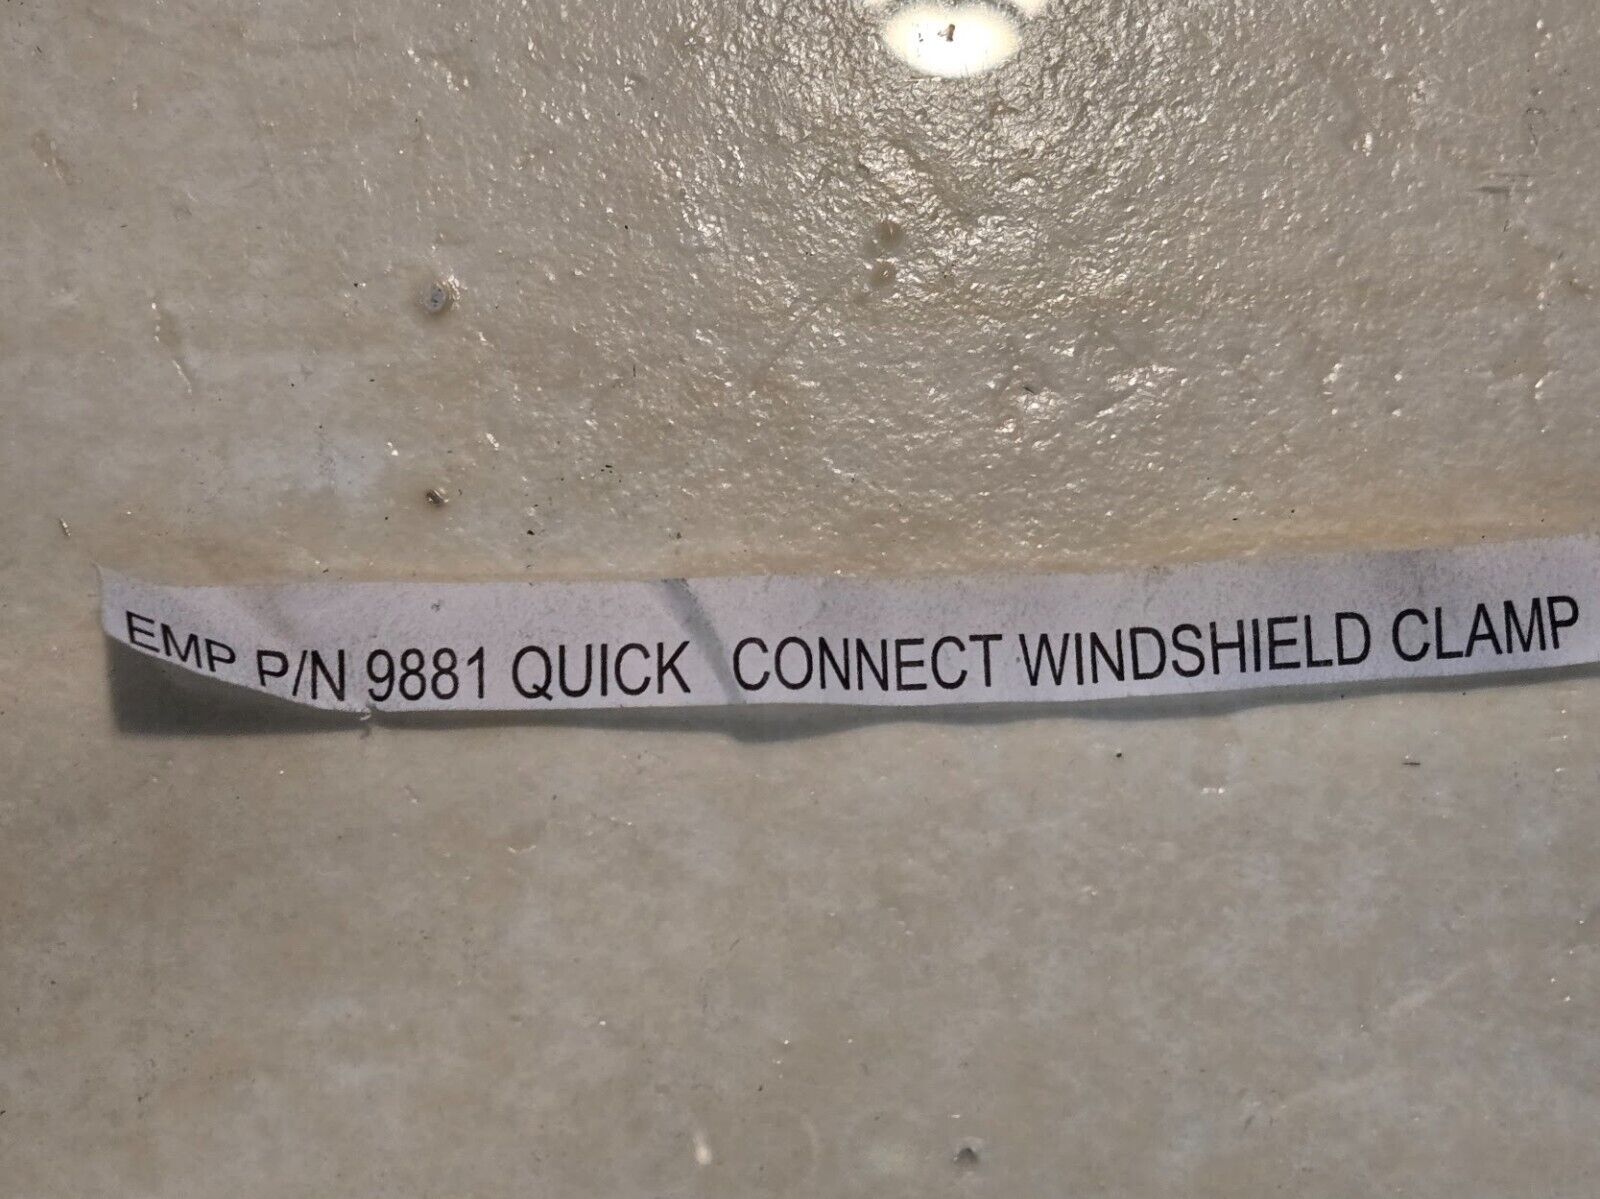 EMP P/N 9881 QUICK CONNECT WINDSHIELD CLAMP